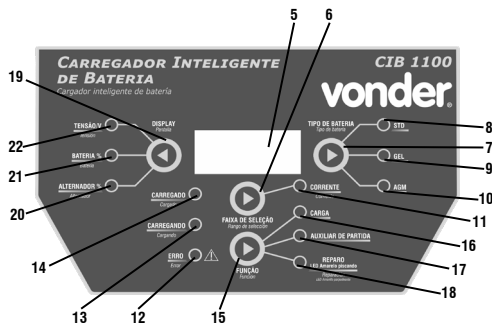 5
6
CARREGADOR INTELIGENTE
DE BATERIA
Cargador inteligente de batería
CIB 1100
vonder
19
22
21
20
14
13
12
15
8
7
9
10
11
16
17
18
TENSÃO/V
BATERIA %
ALTERNADOR %
DISPLAY
Pantalla
TIPO DE BATERIA
Tipo de batería
STD
GEL
AGM
CARREGADO
Cargado
CARREGANDO
Cargando
ERRO
Error
FAIXA DE SELEÇÃO
Rango de selección
FUNÇÃO
Función
CORRENTE
CARGA
AUXILIAR DE PARTIDA
REPARO
LED Amarelo piscando